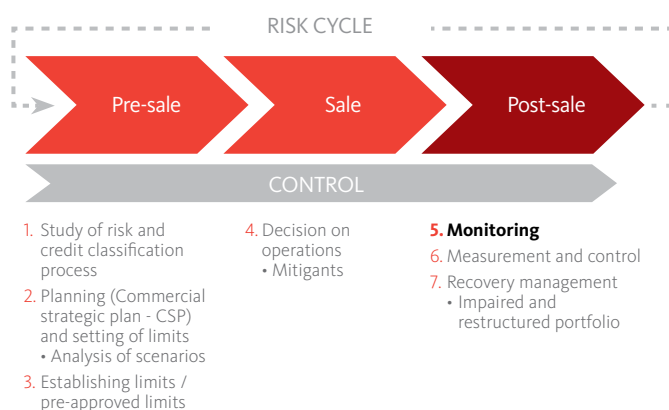 RISK CYCLE
Pre-sale
Sale
Post-sale
CONTROL
1. Study of risk and
credit classification
process
2. Planning (Commercial
strategic plan - CSP)
and setting of limits
• Analysis of scenarios
3. Establishing limits /
pre-approved limits
4. Decision on
operations
• Mitigants
5. Monitoring
6. Measurement and control
7. Recovery management
• Impaired and
restructured portfolio